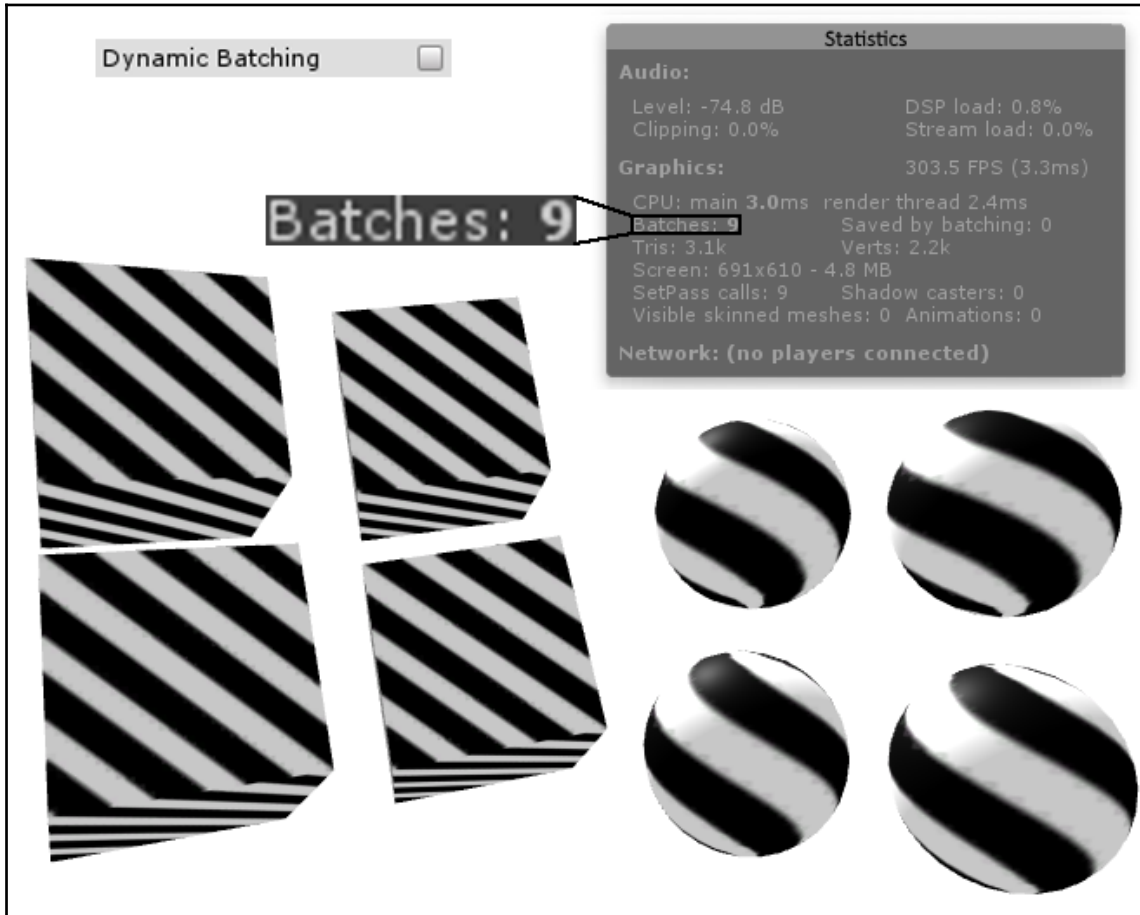 Dynamic Batching
Statistics
Audio:
Level: -74.8 dB DSP load: 0.8%
Clipping: 0.0% Stream load: 0.0%
Graphics: 303.5 FPS (3.3ms)
CPU: main 3.0ms render thread 2.4ms
Batches: 9
Batches: 9 Saved by batching: 0
Tris: 3.1k Verts: 2.2k
Screen: 691x610 - 4.8 MB
SetPass calls: 9 Shadow casters: 0
Visible skinned meshes: 0 Animations: 0
Network: (no players connected)